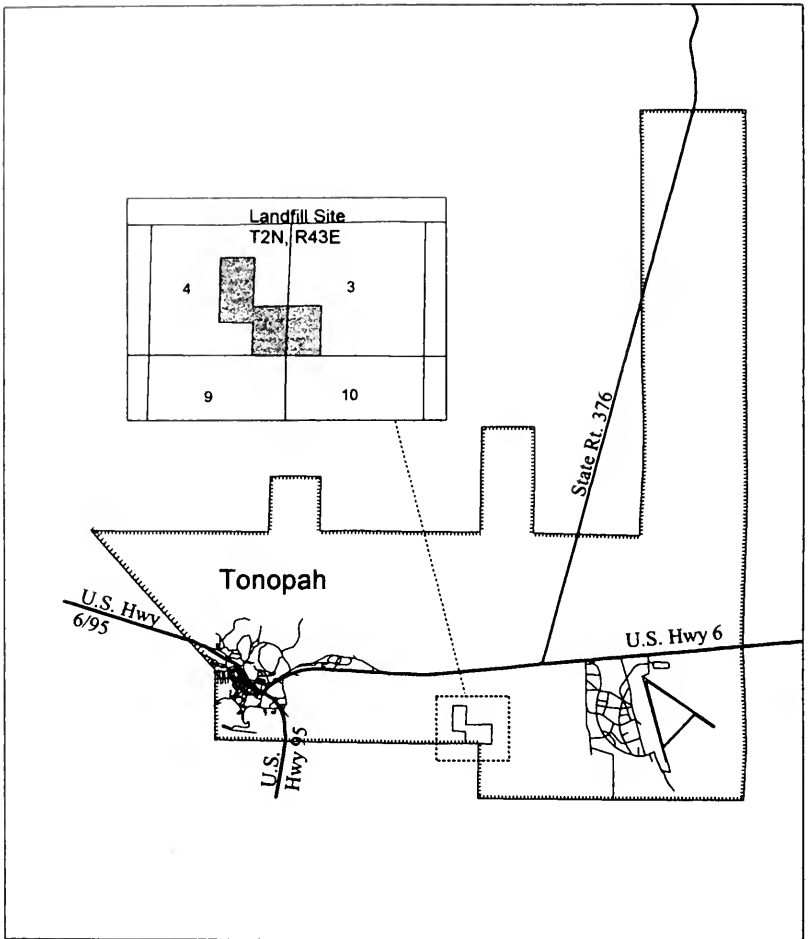 Landfill Site
T2N, R43E
4
3
9
10
State Rt. 376
Tonopah
U.S. Hwy
6/95
U.S. Hwy 6
U.S.
Hwy 95